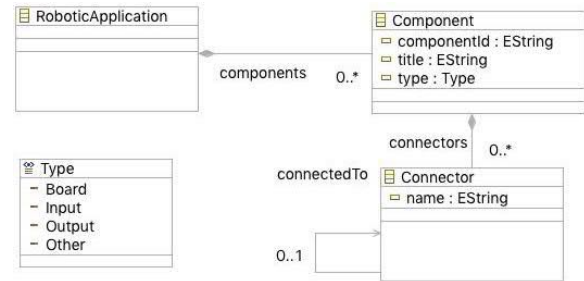 RoboticApplication
Component
componentId : EString
title : EString
type : Type
components
0..*
connectors
0..*
Type
Board
Input
Output
Other
connectedTo
Connector
name : EString
0..1